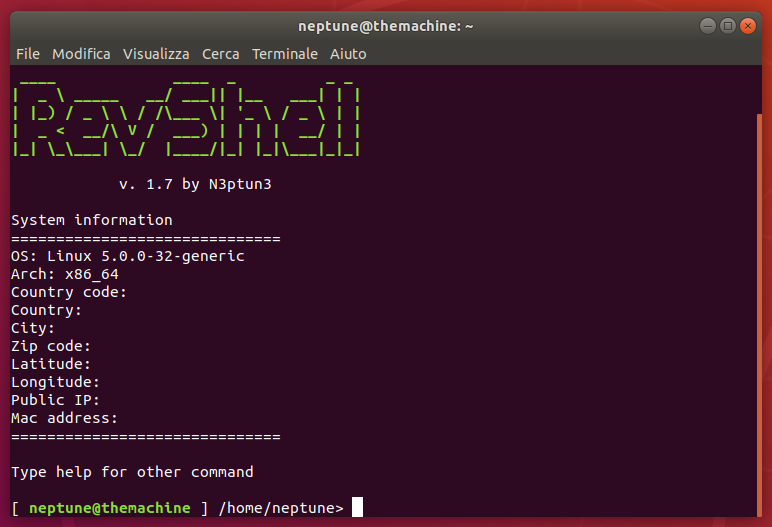 neptune@themachine: ~
File Modifica Visualizza Cerca Terminale Aiuto
RevShell
v. 1.7 by N3ptun3
System information
==============================
OS: Linux 5.0.0-32-generic
Arch: x86_64
Country code:
Country:
City:
Zip code:
Latitude:
Longitude:
Public IP:
Mac address:
==============================
Type help for other command
[ neptune@themachine ] /home/neptune>